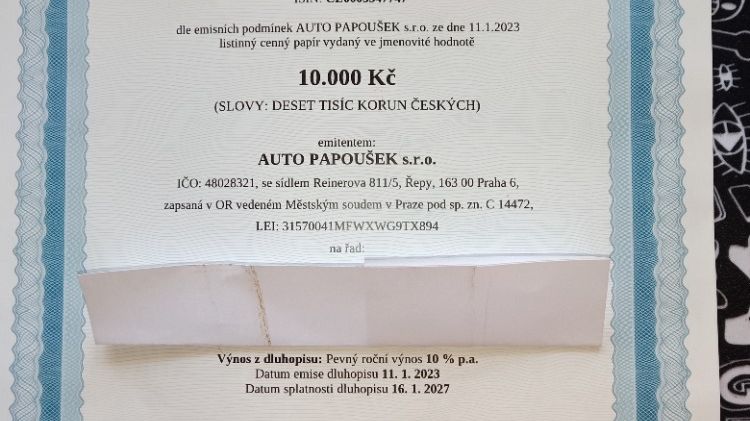 dle emisních podmínek AUTO PAPOUŠEK s.r.o. ze dne 11.1.2023
listinný cenný papír vydaný ve jmenovité hodnotě
10.000 Kč
(SLOVY: DESET TISÍC KORUN ČESKÝCH)
emitentem:
AUTO PAPOUŠEK s.r.o.
IČO: 48028321, se sídlem Reinerova 811/5, Řepy, 163 00 Praha 6,
zapsaná v OR vedeném Městským soudem v Praze pod sp. zn. C 14472,
LEI: 31570041MFWXWG9TX894
na řad:
Výnos z dluhopisu: Pevný roční výnos 10 % p.a.
Datum emise dluhopisu 11. 1. 2023
Datum splatnosti dluhopisu 16. 1. 2027